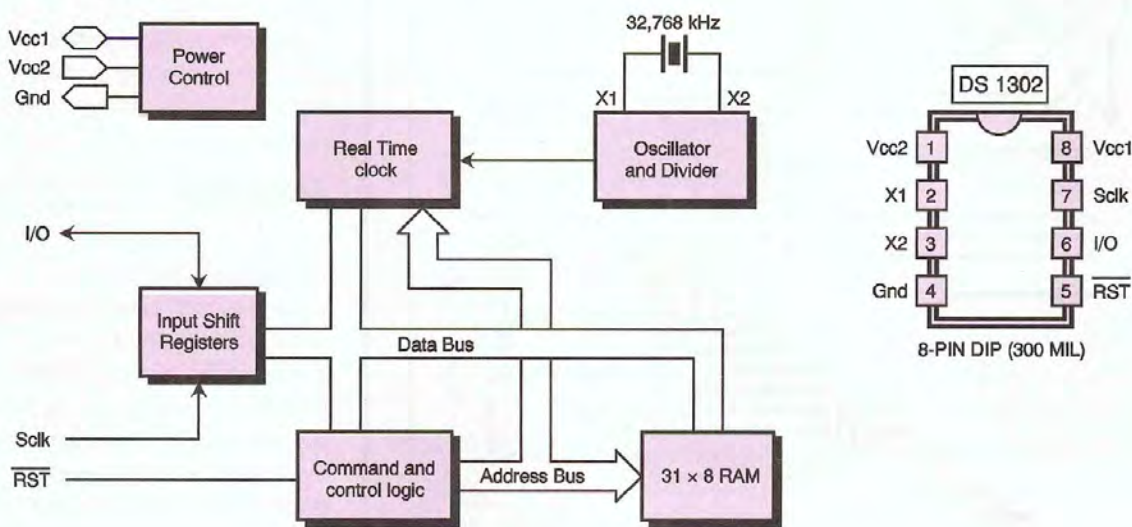 Vcc1
Vcc2
Gnd
Power
Control
32,768 kHz
X1
X2
Real Time
clock
Oscillator
and Divider
I/O
Input Shift
Registers
Data Bus
Sclk
RST
Command and
control logic
Address Bus
31 × 8 RAM
DS 1302
Vcc2 1 8 Vcc1
X1 2 7 Sclk
X2 3 6 I/O
Gnd 4 5 RST
8-PIN DIP (300 MIL)